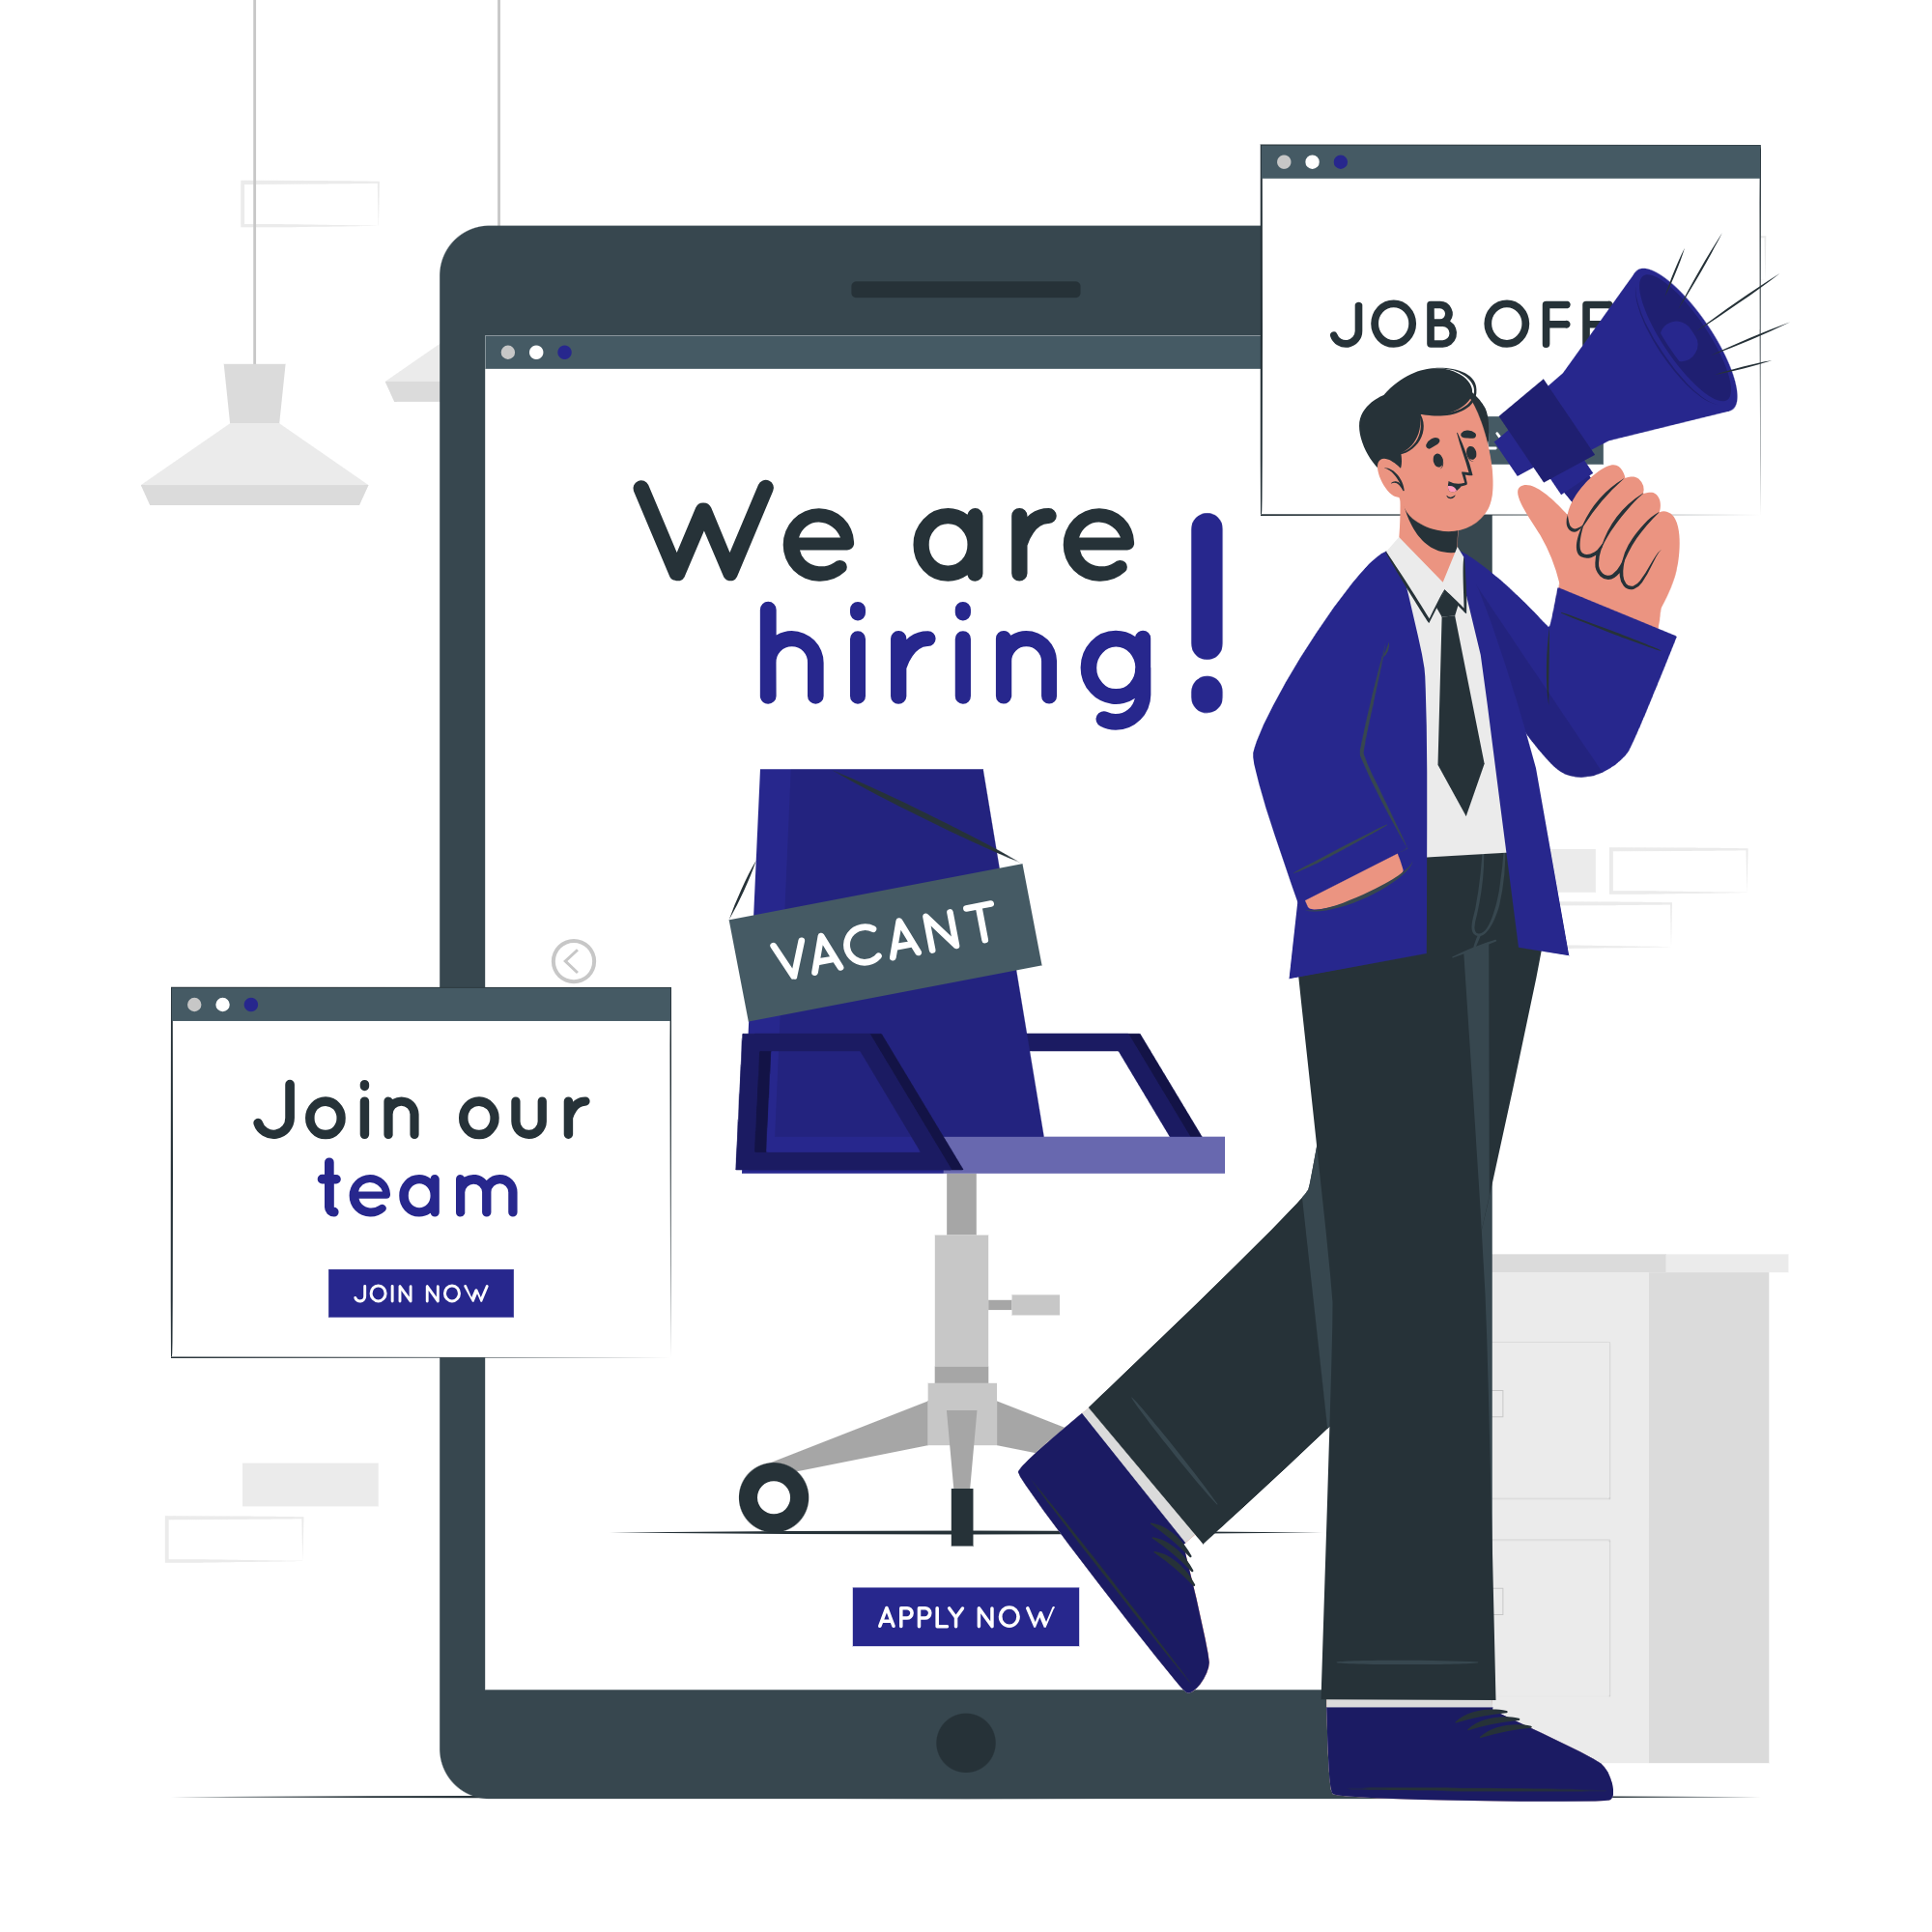 JOB OFF
We are
hiring!
VACANT
Join our
team
JOIN NOW
APPLY NOW